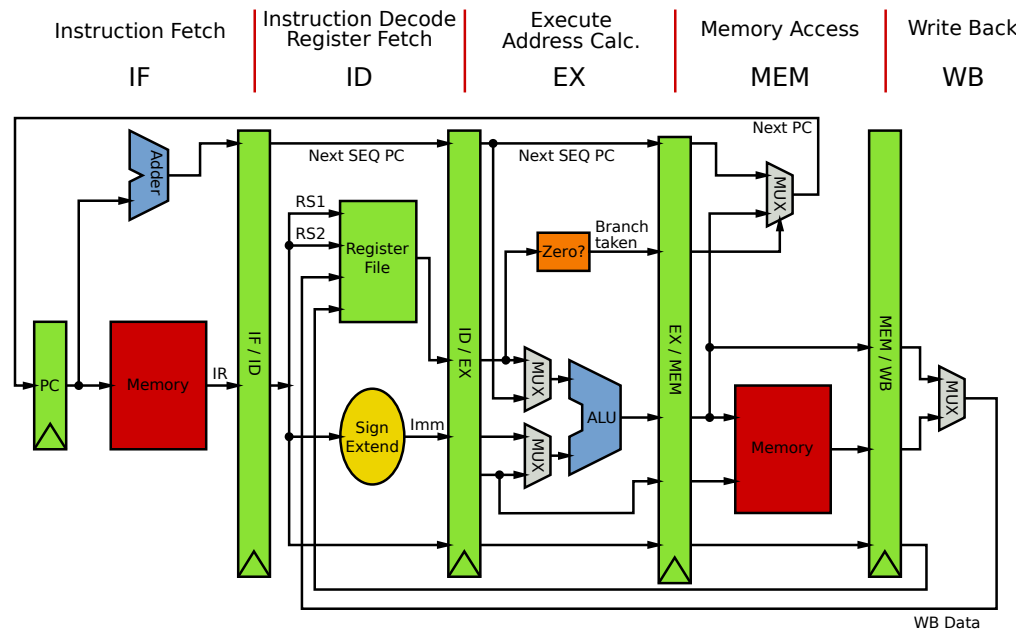 Instruction Fetch
IF
Instruction Decode
Register Fetch
ID
Execute
Address Calc.
EX
Memory Access
MEM
Write Back
WB
Next PC
Adder
Next SEQ PC
Next SEQ PC
MUX
RS1
RS2
Register
File
Branch
taken
Zero?
IF / ID
ID / EX
EX / MEM
MEM / WB
PC
Memory
IR
Sign
Extend
Imm
MUX
MUX
ALU
Memory
MUX
WB Data